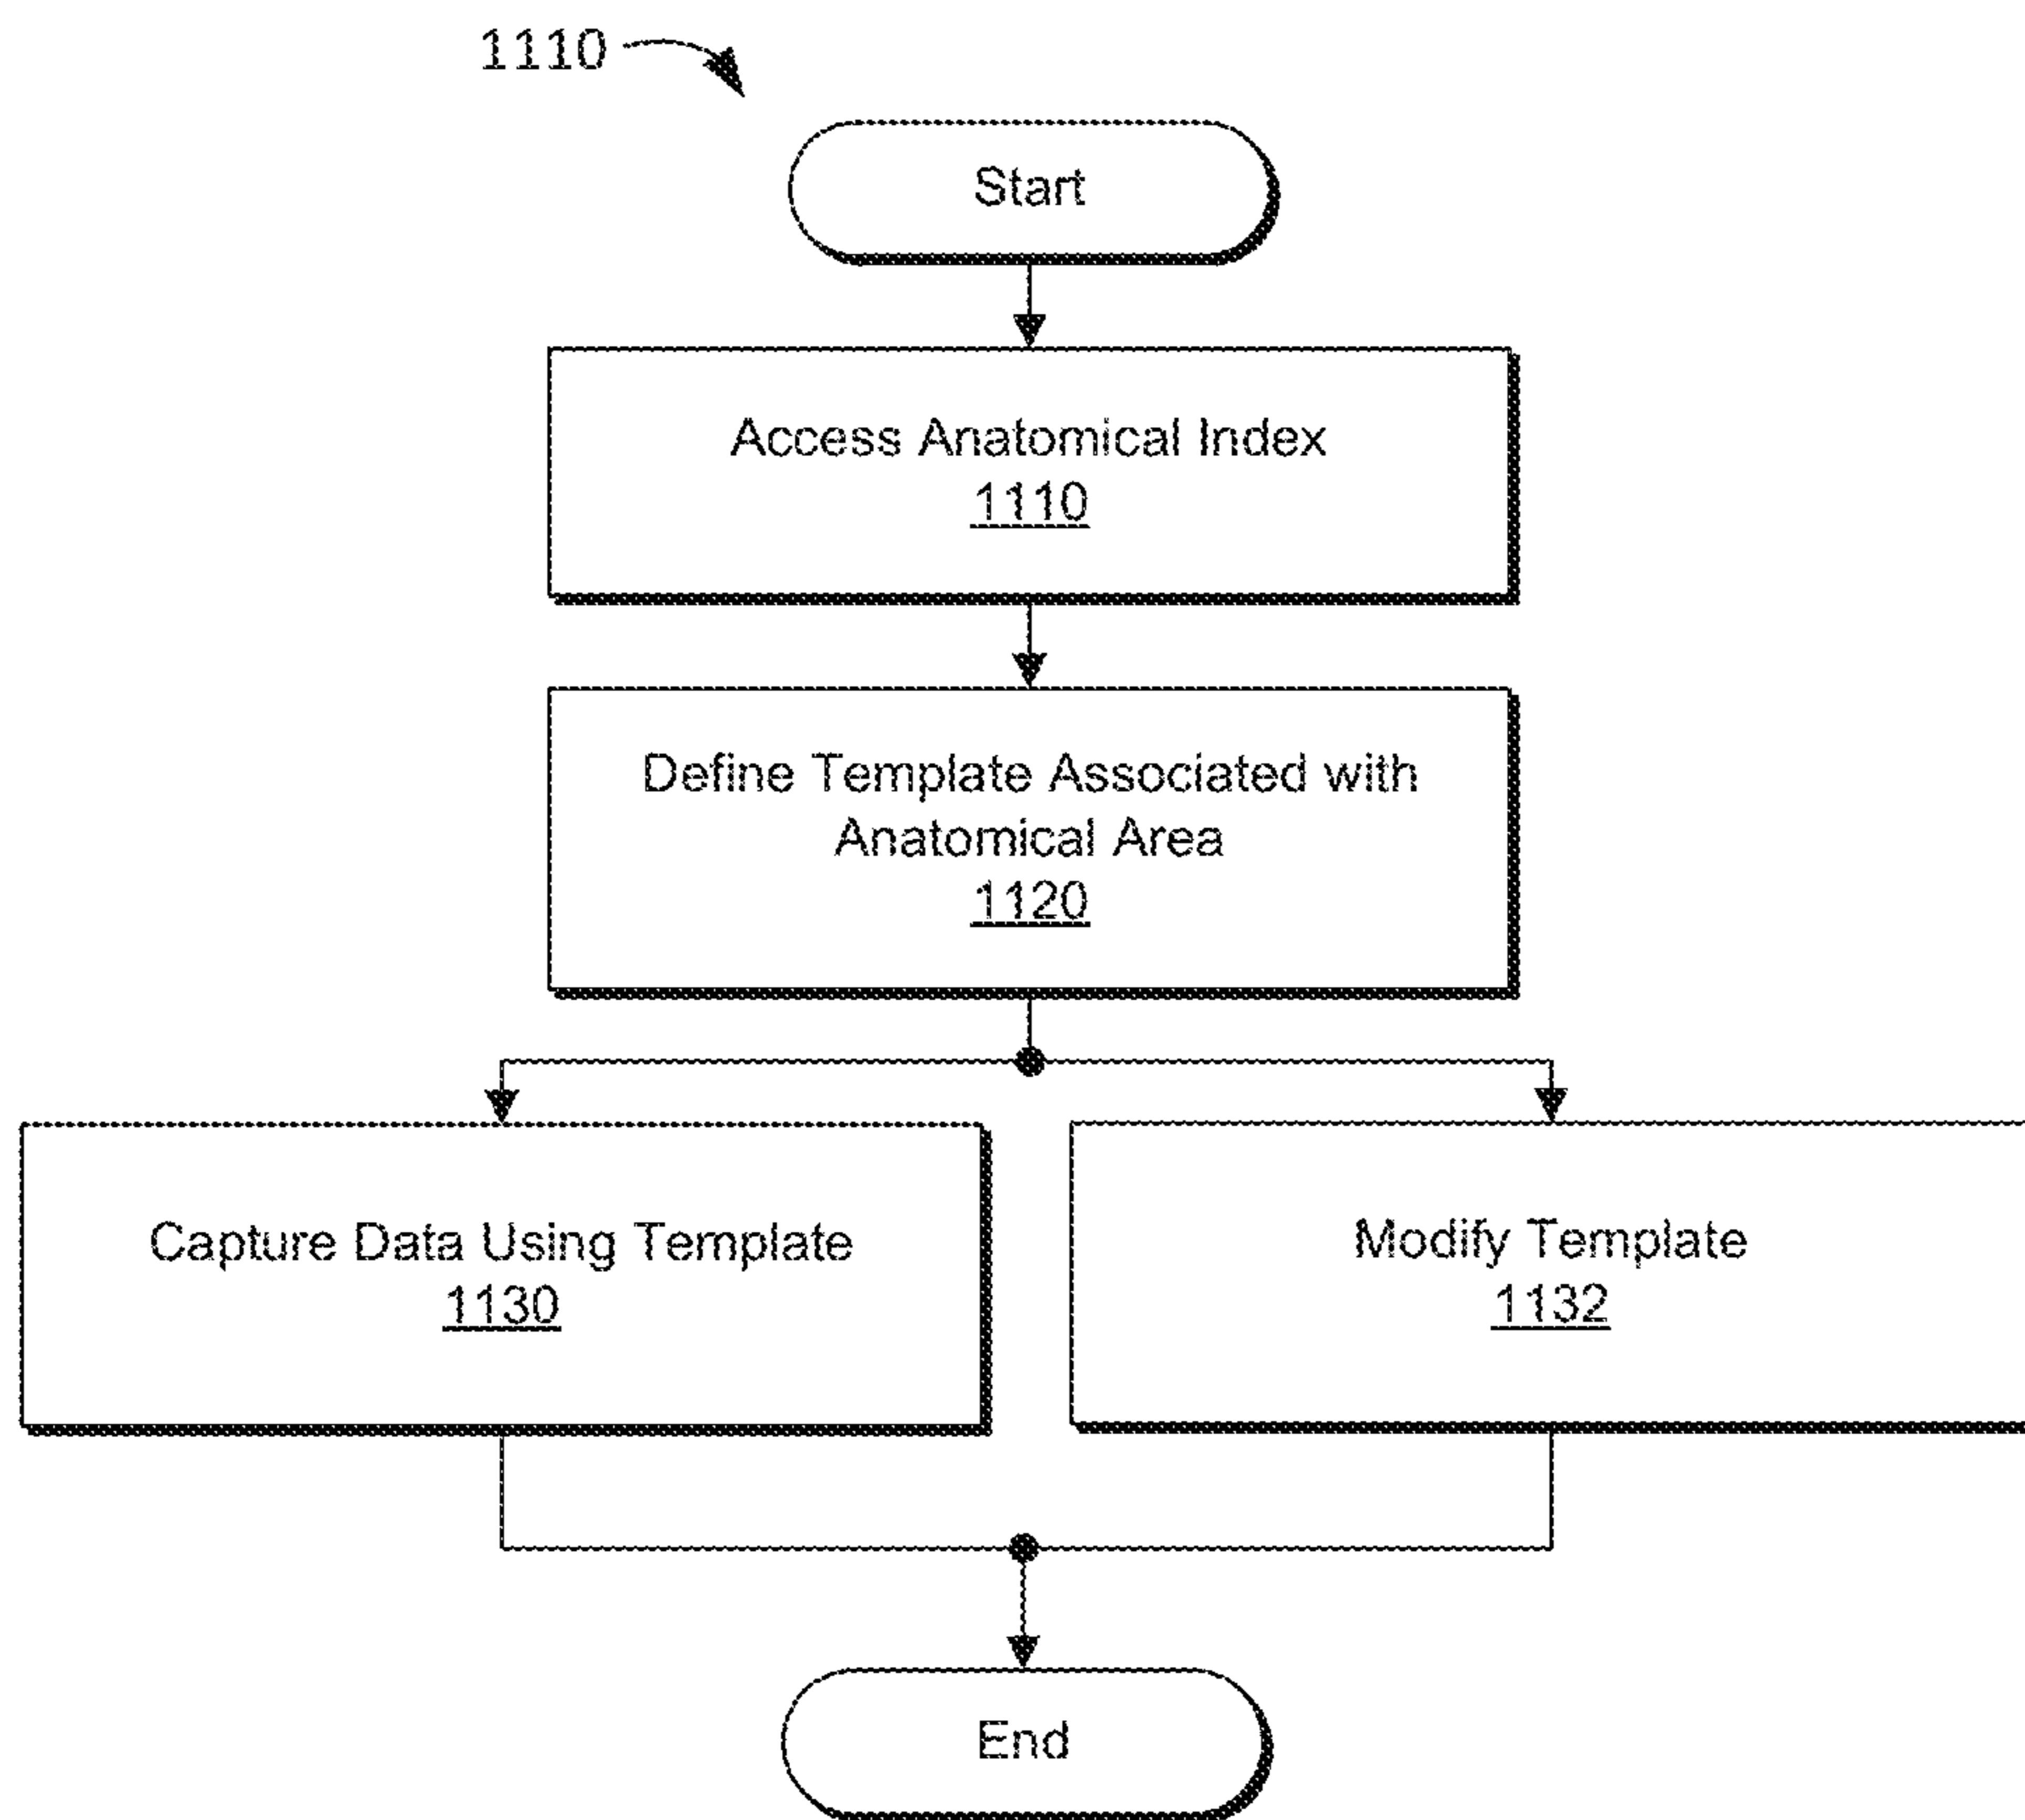 1110
Start
Access Anatomical Index
1110
Define Template Associated with
Anatomical Area
1120
Capture Data Using Template
1130
Modify Template
1132
End